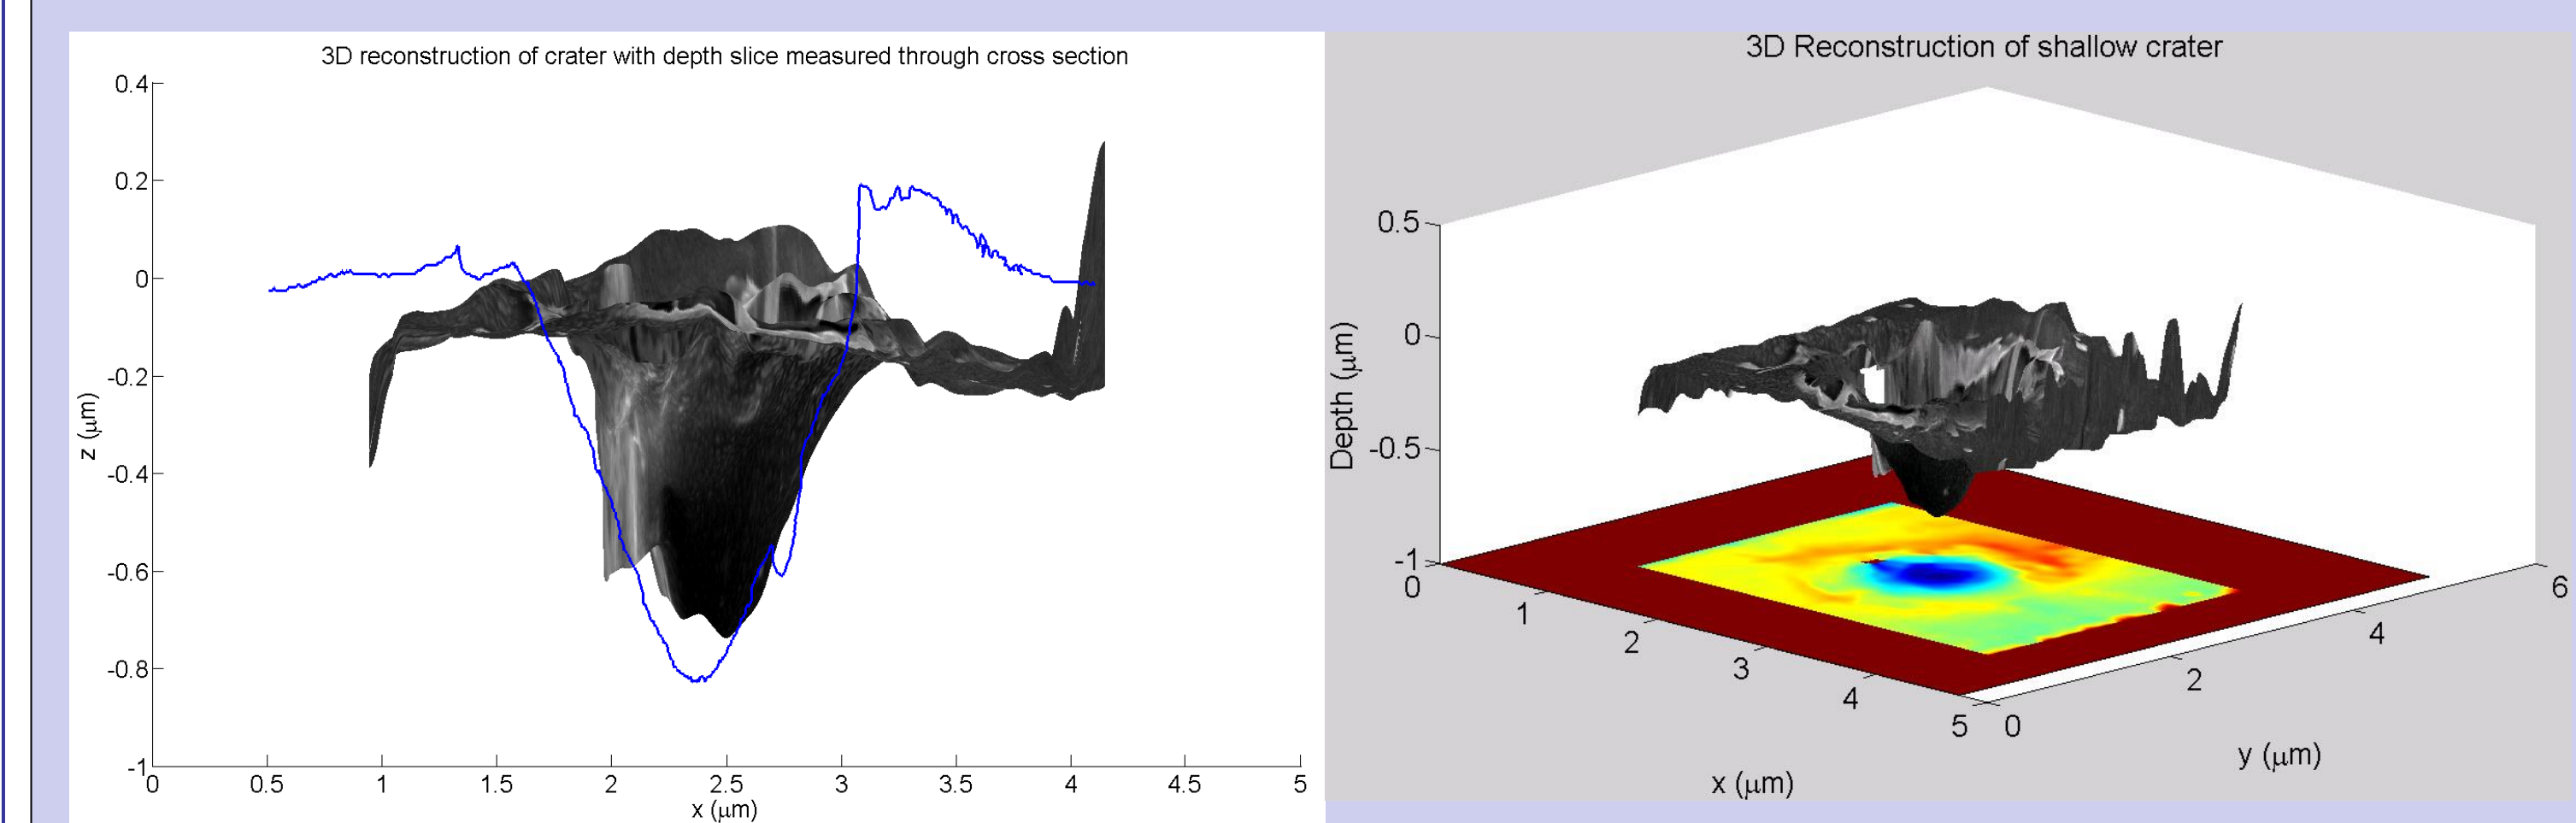 3D reconstruction of crater with depth slice measured through cross section
0.4
0.2
0
-0.2
-0.4
-0.6
-0.8
-1
z (μm)
0 0.5 1 1.5 2 2.5 3 3.5 4 4.5 5
x (μm)
3D Reconstruction of shallow crater
0.5
0
-0.5
-1
Depth (μm)
0 1 2 3 4 5
x (μm)
0 2 4 6
y (μm)